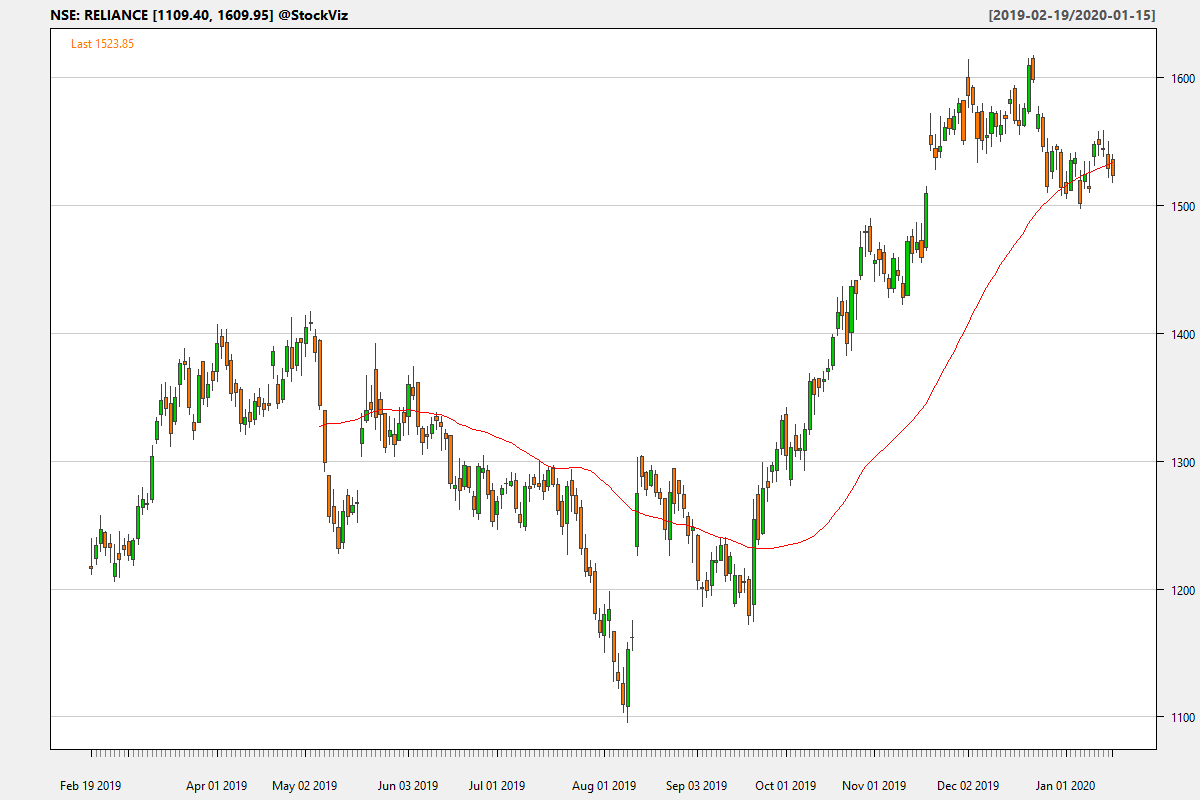 NSE: RELIANCE [1109.40, 1609.95] @StockViz [2019-02-19/2020-01-15]
Last 1523.85
1600
1500
1400
1300
1200
1100
Feb 19 2019 Apr 01 2019 May 02 2019 Jun 03 2019 Jul 01 2019 Aug 01 2019 Sep 03 2019 Oct 01 2019 Nov 01 2019 Dec 02 2019 Jan 01 2020